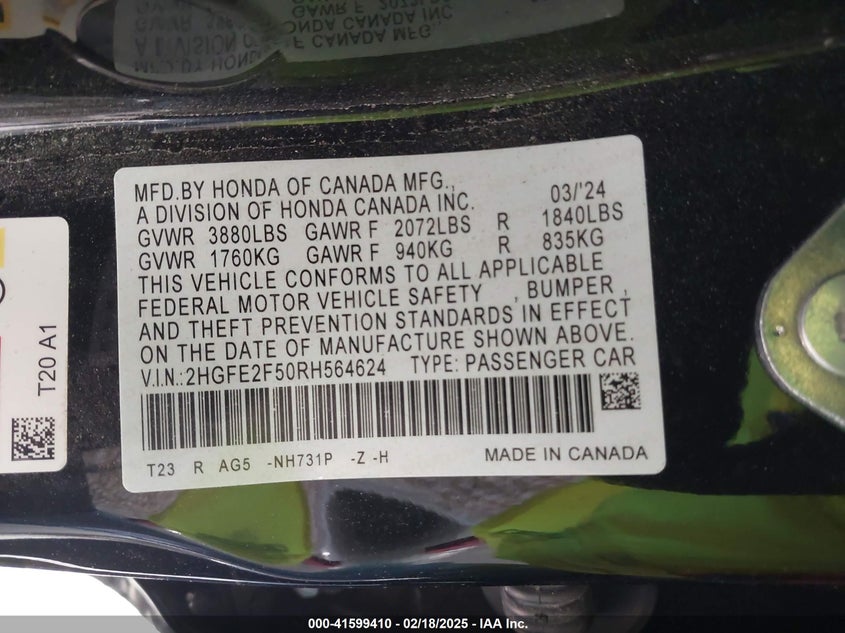 MFD.BY HONDA OF CANADA MFG.,
A DIVISION OF HONDA CANADA INC. 03/'24
GVWR 3880LBS GAWR F 2072LBS R 1840LBS
GVWR 1760KG GAWR F 940KG R 835KG
THIS VEHICLE CONFORMS TO ALL APPLICABLE
FEDERAL MOTOR VEHICLE SAFETY , BUMPER ,
AND THEFT PREVENTION STANDARDS IN EFFECT
ON THE DATE OF MANUFACTURE SHOWN ABOVE.
V.I.N.:2HGFE2F50RH564624 TYPE: PASSENGER CAR
T23 R AG5 -NH731P -Z -H MADE IN CANADA
T20 A1
000-41599410 / 02/18/2025 - IAA Inc.